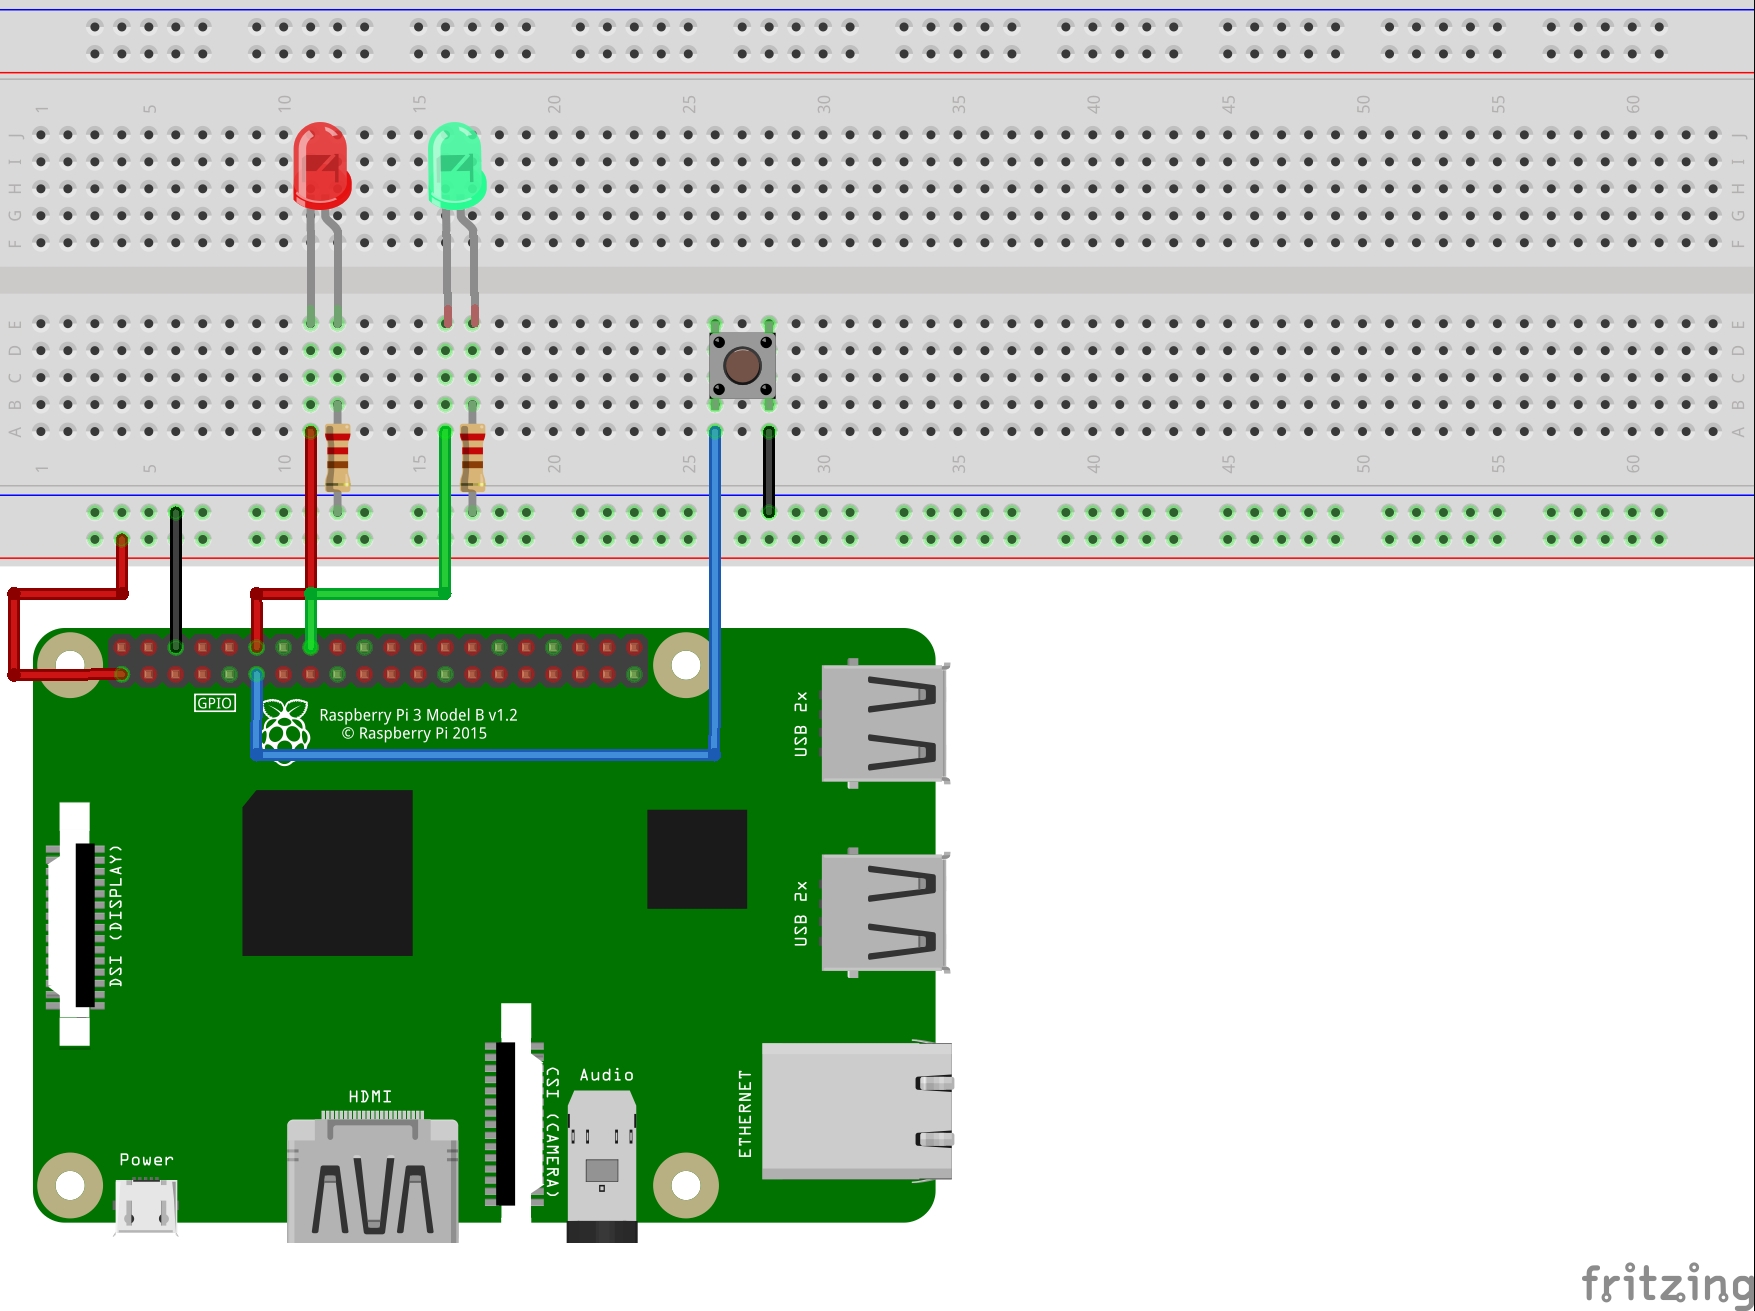 1 5 10 15 20 25 30 35 40 45 50 55 60
J J
I I
H H
G G
F F
E E
D D
C C
B B
A A
1 5 10 15 20 25 30 35 40 45 50 55 60
GPIO
Raspberry Pi 3 Model B v1.2
© Raspberry Pi 2015
USB 2x
USB 2x
DSI (DISPLAY)
CSI (CAMERA)
Audio
ETHERNET
HDMI
Power
fritzing